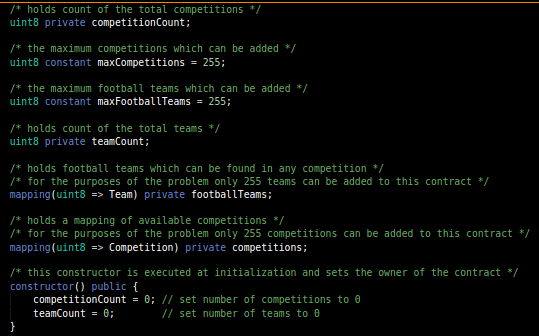 /* holds count of the total competitions */
uint8 private competitionCount;
/* the maximum competitions which can be added */
uint8 constant maxCompetitions = 255;
/* the maximum football teams which can be added */
uint8 constant maxFootballTeams = 255;
/* holds count of the total teams */
uint8 private teamCount;
/* holds football teams which can be found in any competition */
/* for the purposes of the problem only 255 teams can be added to this contract */
mapping(uint8 => Team) private footballTeams;
/* holds a mapping of available competitions */
/* for the purposes of the problem only 255 competitions can be added to this contract */
mapping(uint8 => Competition) private competitions;
/* this constructor is executed at initialization and sets the owner of the contract */
constructor() public {
    competitionCount = 0; // set number of competitions to 0
    teamCount = 0;        // set number of teams to 0
}